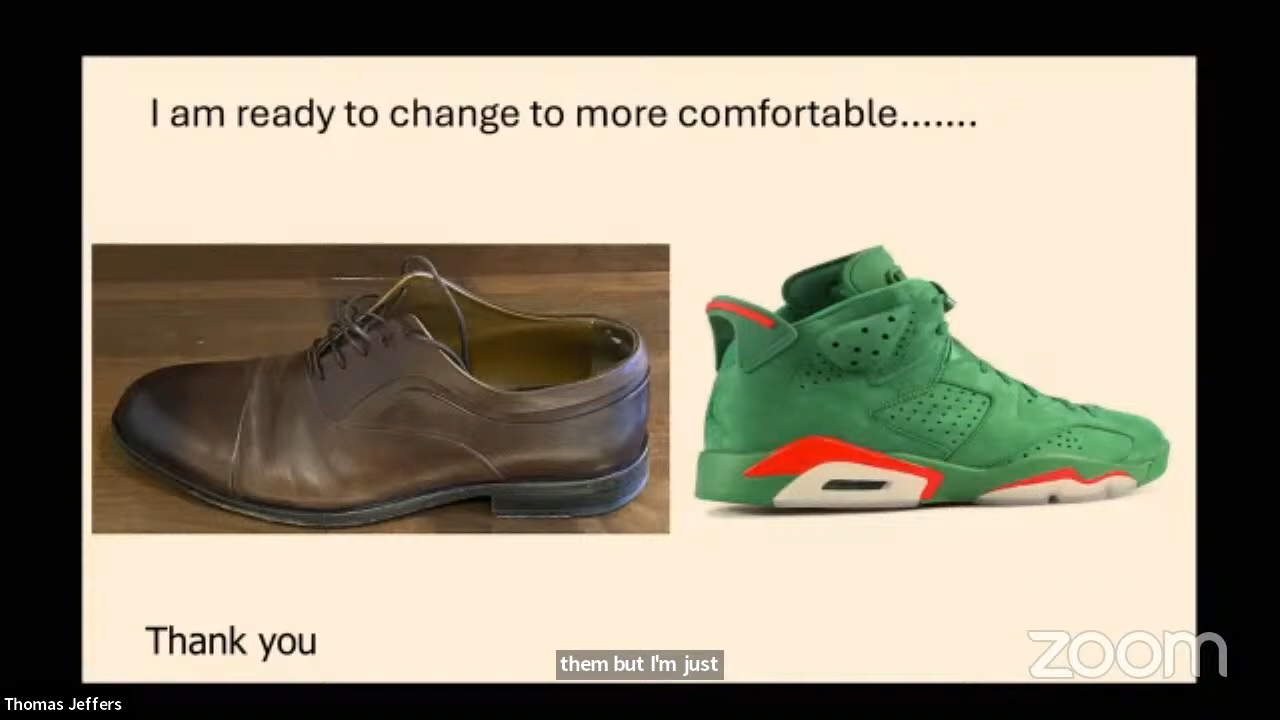 I am ready to change to more comfortable.......
Thank you
them but I'm just
zoom
Thomas Jeffers